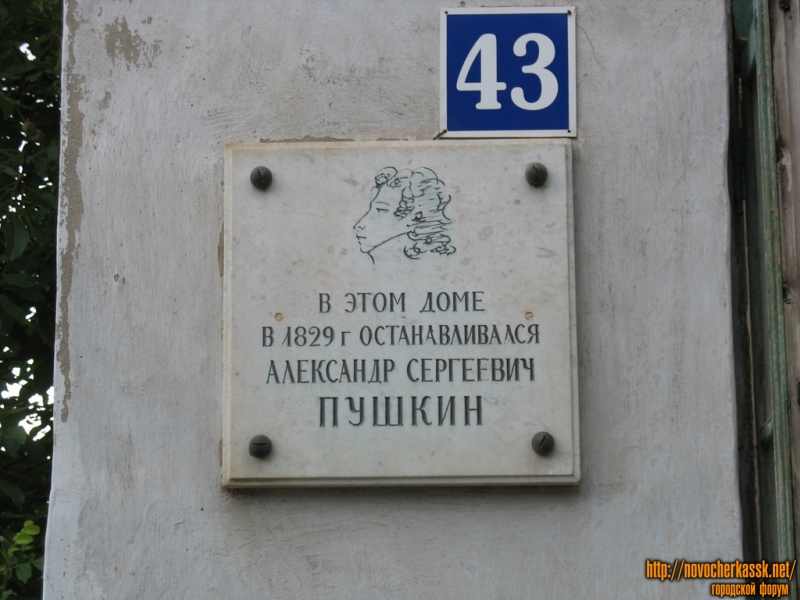 43
В ЭТОМ ДОМЕ
В 1829 г ОСТАНАВЛИВАЛСЯ
АЛЕКСАНДР СЕРГЕЕВИЧ
ПУШКИН
http://novocherkassk.net/
городской форум